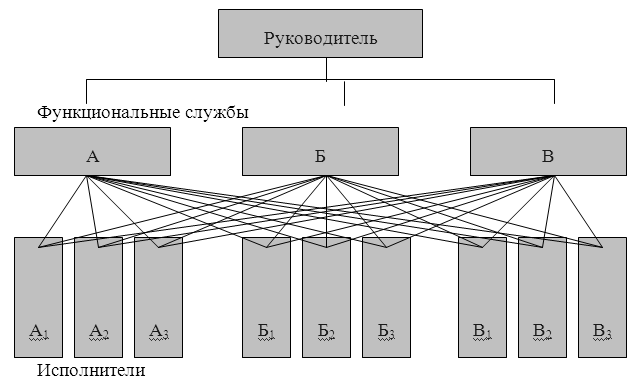 Руководитель
Функциональные службы
А Б В
А1 А2 А3 Б1 Б2 Б3 В1 В2 В3
Исполнители